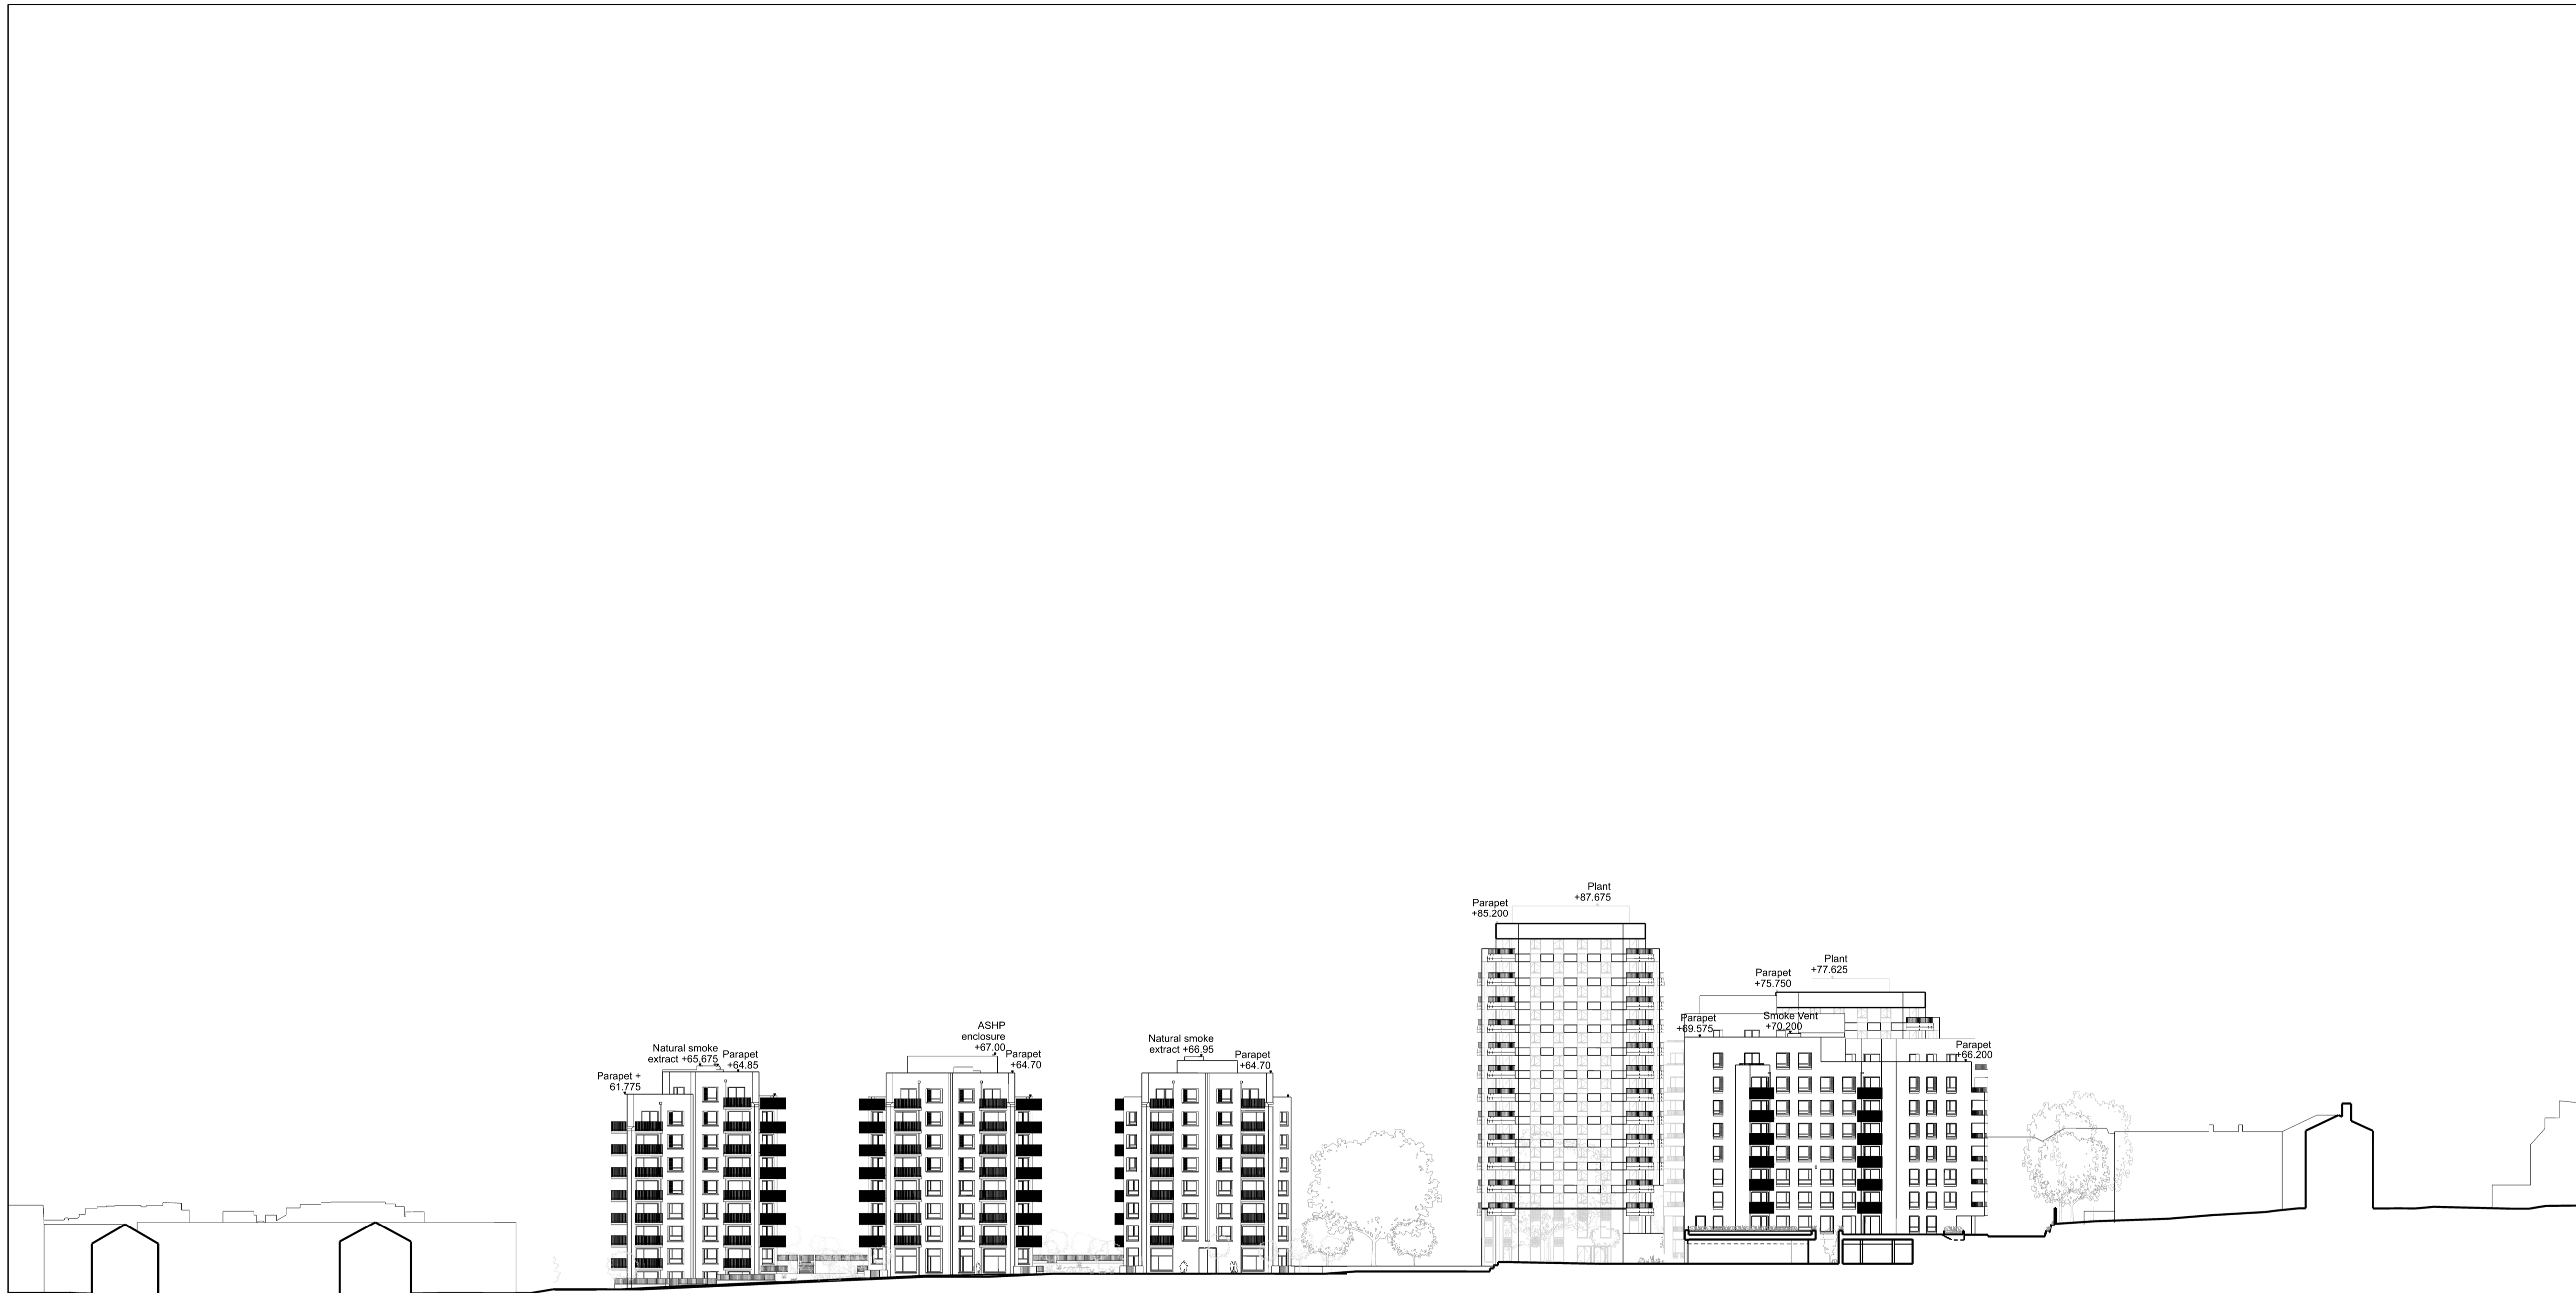 Plant
+87.675
Parapet
+85.200
Plant
+77.625
Parapet
+75.750
Parapet
+69.575
Smoke Vent
+70.200
Parapet
+66.200
ASHP
enclosure
+67.00
Parapet
+64.70
Natural smoke
extract +66.95
Parapet
+64.70
Natural smoke
extract +65.675
Parapet
+64.85
Parapet +
61.775